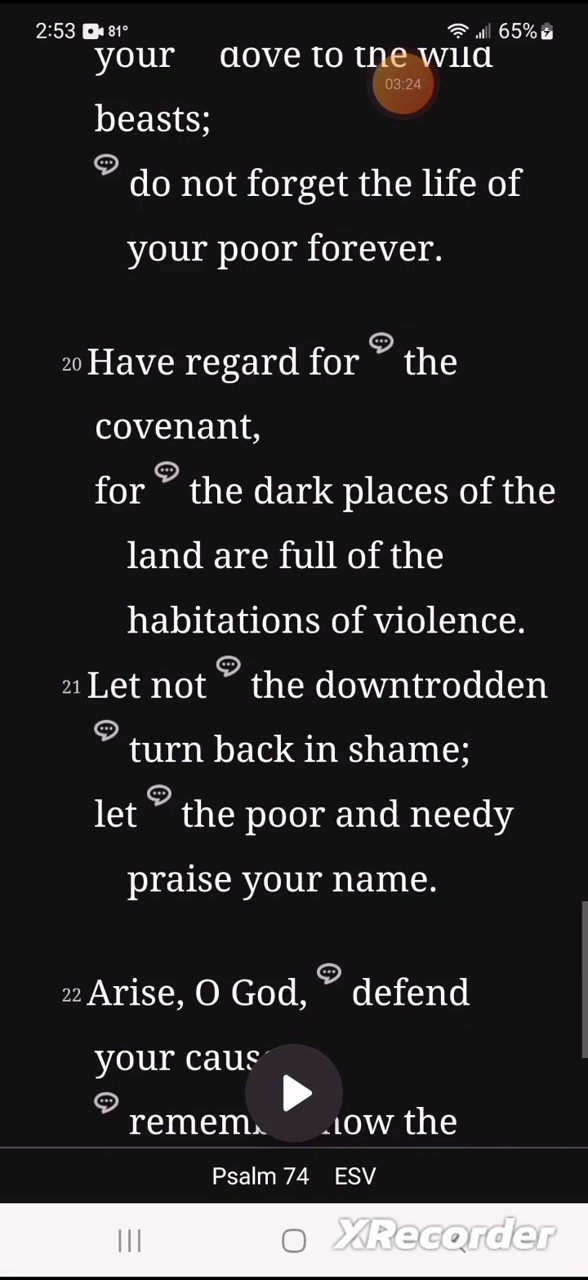 2:53 81° 65%
your dove to the wild
03:24
beasts;
do not forget the life of
your poor forever.
20 Have regard for the
covenant,
for the dark places of the
land are full of the
habitations of violence.
21 Let not the downtrodden
turn back in shame;
let the poor and needy
praise your name.
22 Arise, O God, defend
your
the
Psalm 74 ESV
XRecorder